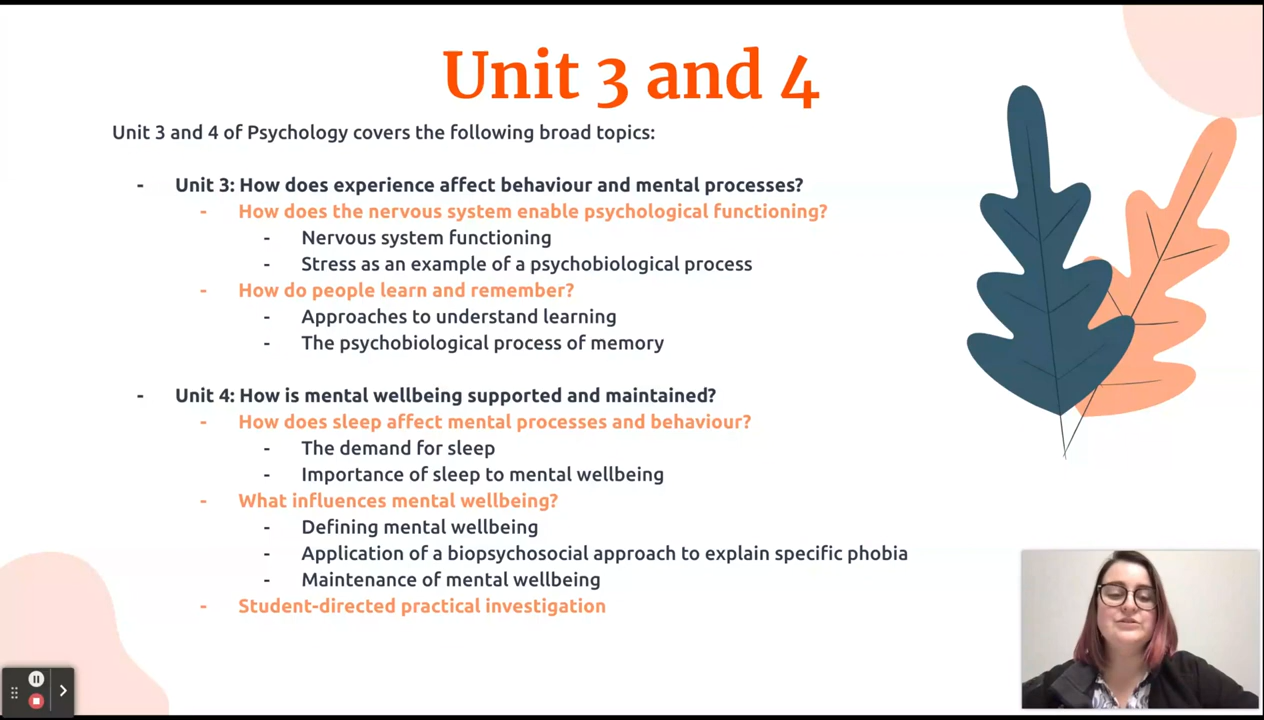 Unit 3 and 4
Unit 3 and 4 of Psychology covers the following broad topics:
- Unit 3: How does experience affect behaviour and mental processes?
- How does the nervous system enable psychological functioning?
- Nervous system functioning
- Stress as an example of a psychobiological process
- How do people learn and remember?
- Approaches to understand learning
- The psychobiological process of memory
- Unit 4: How is mental wellbeing supported and maintained?
- How does sleep affect mental processes and behaviour?
- The demand for sleep
- Importance of sleep to mental wellbeing
- What influences mental wellbeing?
- Defining mental wellbeing
- Application of a biopsychosocial approach to explain specific phobia
- Maintenance of mental wellbeing
- Student-directed practical investigation